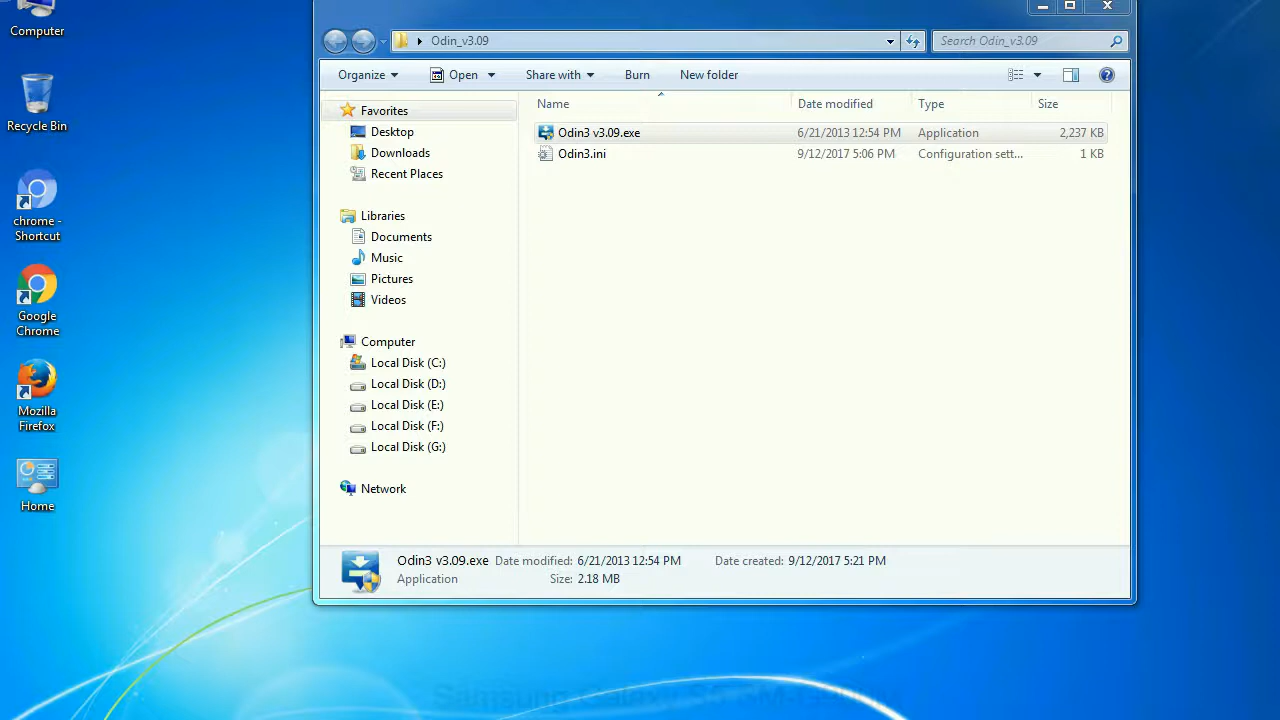 Computer
Recycle Bin
chrome -
Shortcut
Google
Chrome
Mozilla
Firefox
Home
Odin_v3.09
Search Odin_v3.09
Organize
Open
Share with
Burn
New folder
Favorites
Desktop
Downloads
Recent Places
Libraries
Documents
Music
Pictures
Videos
Computer
Local Disk (C:)
Local Disk (D:)
Local Disk (E:)
Local Disk (F:)
Local Disk (G:)
Network
Name Date modified Type Size
Odin3 v3.09.exe 6/21/2013 12:54 PM Application 2,237 KB
Odin3.ini 9/12/2017 5:06 PM Configuration sett... 1 KB
Odin3 v3.09.exe Date modified: 6/21/2013 12:54 PM Date created: 9/12/2017 5:21 PM
Application Size: 2.18 MB
Samsung Galaxy S5